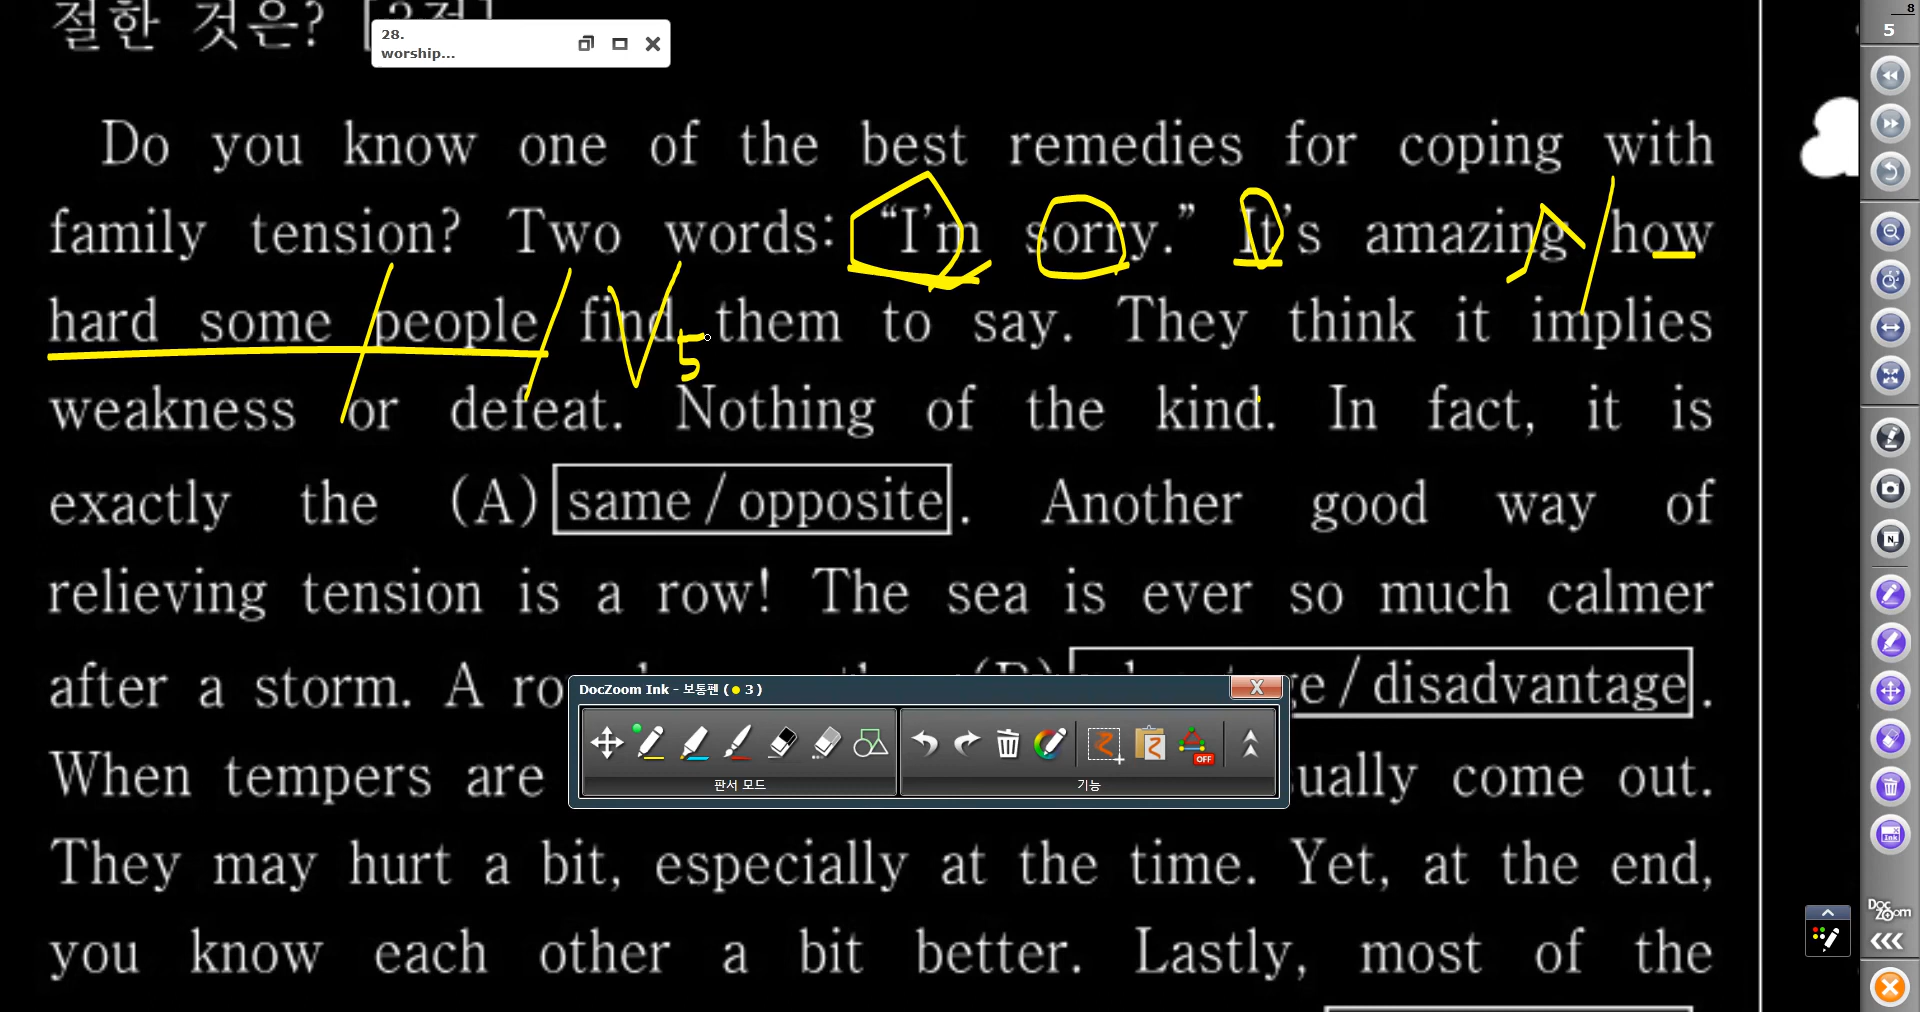 절한 것은?
28.
worship...
8
5
Do you know one of the best remedies for coping with
family tension? Two words: “I’m sorry.” It’s amazing how
hard some people find them to say. They think it implies
5
weakness or defeat. Nothing of the kind. In fact, it is
exactly the (A) same / opposite . Another good way of
relieving tension is a row! The sea is ever so much calmer
after a storm. A / disadvantage .
DocZoom Ink - 보통펜 ( 3 )
OFF
판서 모드
기능
When tempers are come out.
They may hurt a bit, especially at the time. Yet, at the end,
you know each other a bit better. Lastly, most of the
N
Ink
Doc
Zoom